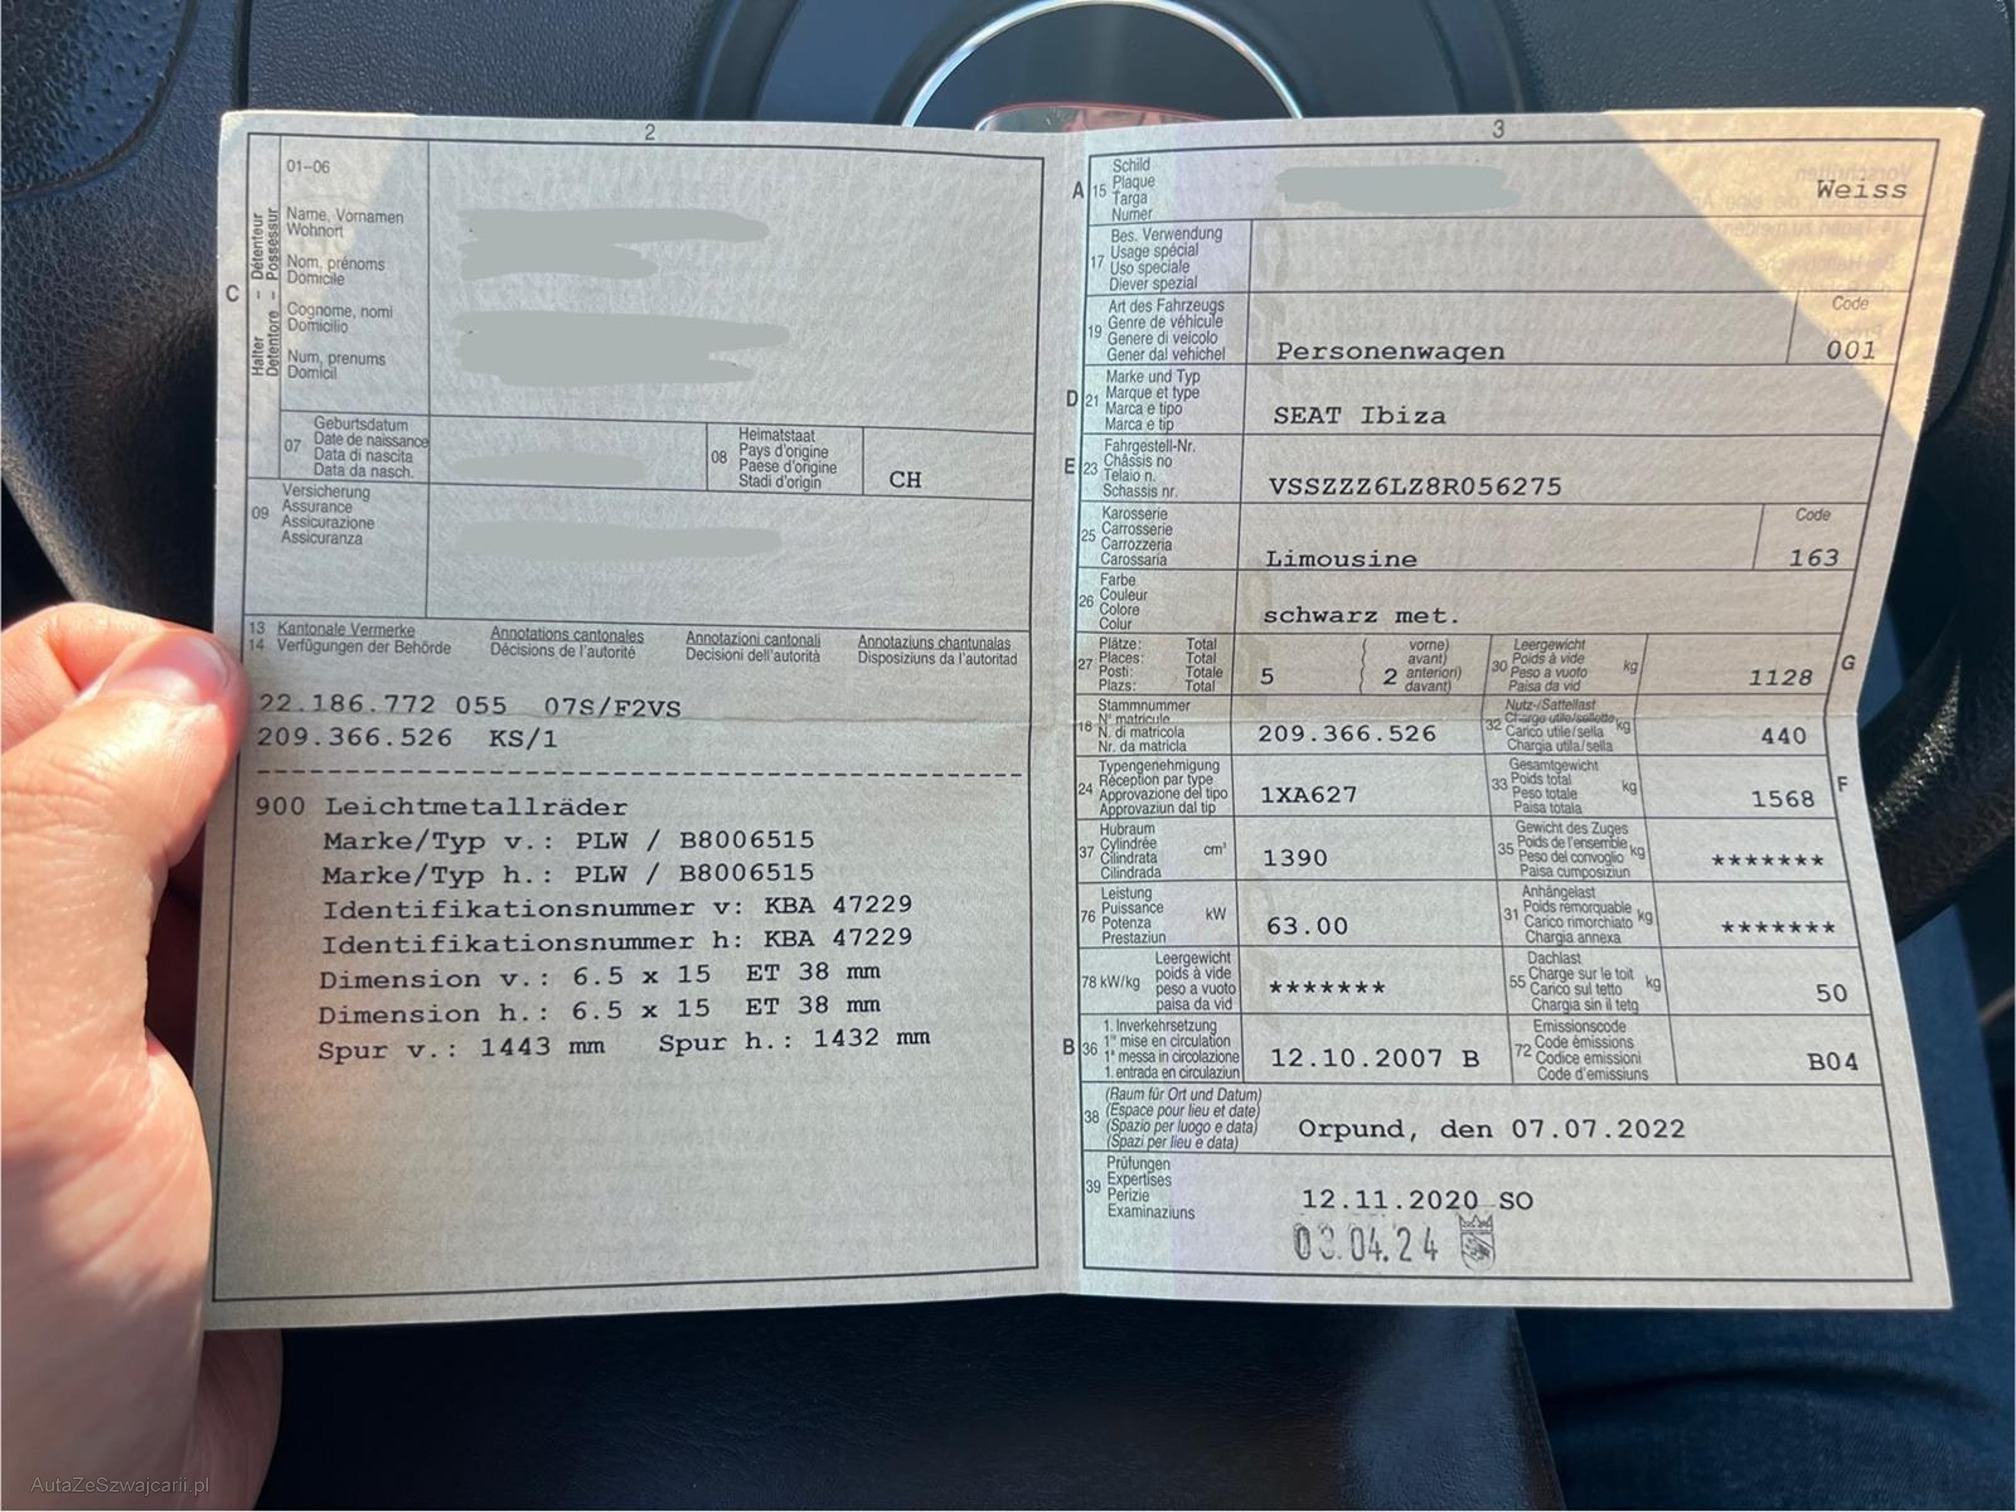 2
01–06
Halter – Détenteur
Detentore – Possessur
C
Name, Vornamen
Wohnort
Nom, prénoms
Domicile
Cognome, nomi
Domicilio
Num, prenums
Domicil
07
Geburtsdatum
Date de naissance
Data di nascita
Data da nasch.
08
Heimatstaat
Pays d'origine
Paese d'origine
Stadi d'origin
CH
09
Versicherung
Assurance
Assicurazione
Assicuranza
13 Kantonale Vermerke Annotations cantonales Annotazioni cantonali Annotaziuns chantunalas
14 Verfügungen der Behörde Décisions de l'autorité Decisioni dell'autorità Disposiziuns da l'autoritad
22.186.772 055 07S/F2VS
209.366.526 KS/1
900 Leichtmetallräder
Marke/Typ v.: PLW / B8006515
Marke/Typ h.: PLW / B8006515
Identifikationsnummer v: KBA 47229
Identifikationsnummer h: KBA 47229
Dimension v.: 6.5 x 15 ET 38 mm
Dimension h.: 6.5 x 15 ET 38 mm
Spur v.: 1443 mm Spur h.: 1432 mm
3
A 15
Schild
Plaque
Targa
Numer
Weiss
17
Bes. Verwendung
Usage spécial
Uso speciale
Diever spezial
19
Art des Fahrzeugs
Genre de véhicule
Genere di veicolo
Gener dal vehichel
Personenwagen
Code
001
D 21
Marke und Typ
Marque et type
Marca e tipo
Marca e tip
SEAT Ibiza
E 23
Fahrgestell-Nr.
Châssis no
Telaio n.
Schassis nr.
VSSZZZ6LZ8R056275
25
Karosserie
Carrosserie
Carrozzeria
Carossaria
Limousine
Code
163
26
Farbe
Couleur
Colore
Colur
schwarz met.
27
Plätze: Total ( vorne)
Places: Total ( avant)
Posti: Totale ( anteriori)
Plazs: Total ( davant)
5 2
30 kg
Leergewicht
Poids à vide
Peso a vuoto
Paisa da vid
1128
G
18
Stammnummer
N° matricule
N. di matricola
Nr. da matricla
209.366.526
32 kg
Nutz-/Sattellast
Charge utile/sellette
Carico utile/sella
Chargia utila/sella
440
24
Typengenehmigung
Réception par type
Approvazione del tipo
Approvaziun dal tip
1XA627
33 kg
Gesamtgewicht
Poids total
Peso totale
Paisa totala
1568
F
37 cm³
Hubraum
Cylindrée
Cilindrata
Cilindrada
1390
35 kg
Gewicht des Zuges
Poids de l'ensemble
Peso del convoglio
Paisa cumposiziun
*******
76 kW
Leistung
Puissance
Potenza
Prestaziun
63.00
31 kg
Anhängelast
Poids remorquable
Carico rimorchiato
Chargia annexa
*******
78 kW/kg
Leergewicht
poids à vide
peso a vuoto
paisa da vid
*******
55 kg
Dachlast
Charge sur le toit
Carico sul tetto
Chargia sin il tetg
50
B 36
1. Inverkehrsetzung
1re mise en circulation
1a messa in circolazione
1. entrada en circulaziun
12.10.2007 B
72
Emissionscode
Code émissions
Codice emissioni
Code d'emissiuns
B04
38
(Raum für Ort und Datum)
(Espace pour lieu et date)
(Spazio per luogo e data)
(Spazi per lieu e data)
Orpund, den 07.07.2022
39
Prüfungen
Expertises
Perizie
Examinaziuns
12.11.2020 SO
03.04.24
AutaZeSzwajcarii.pl